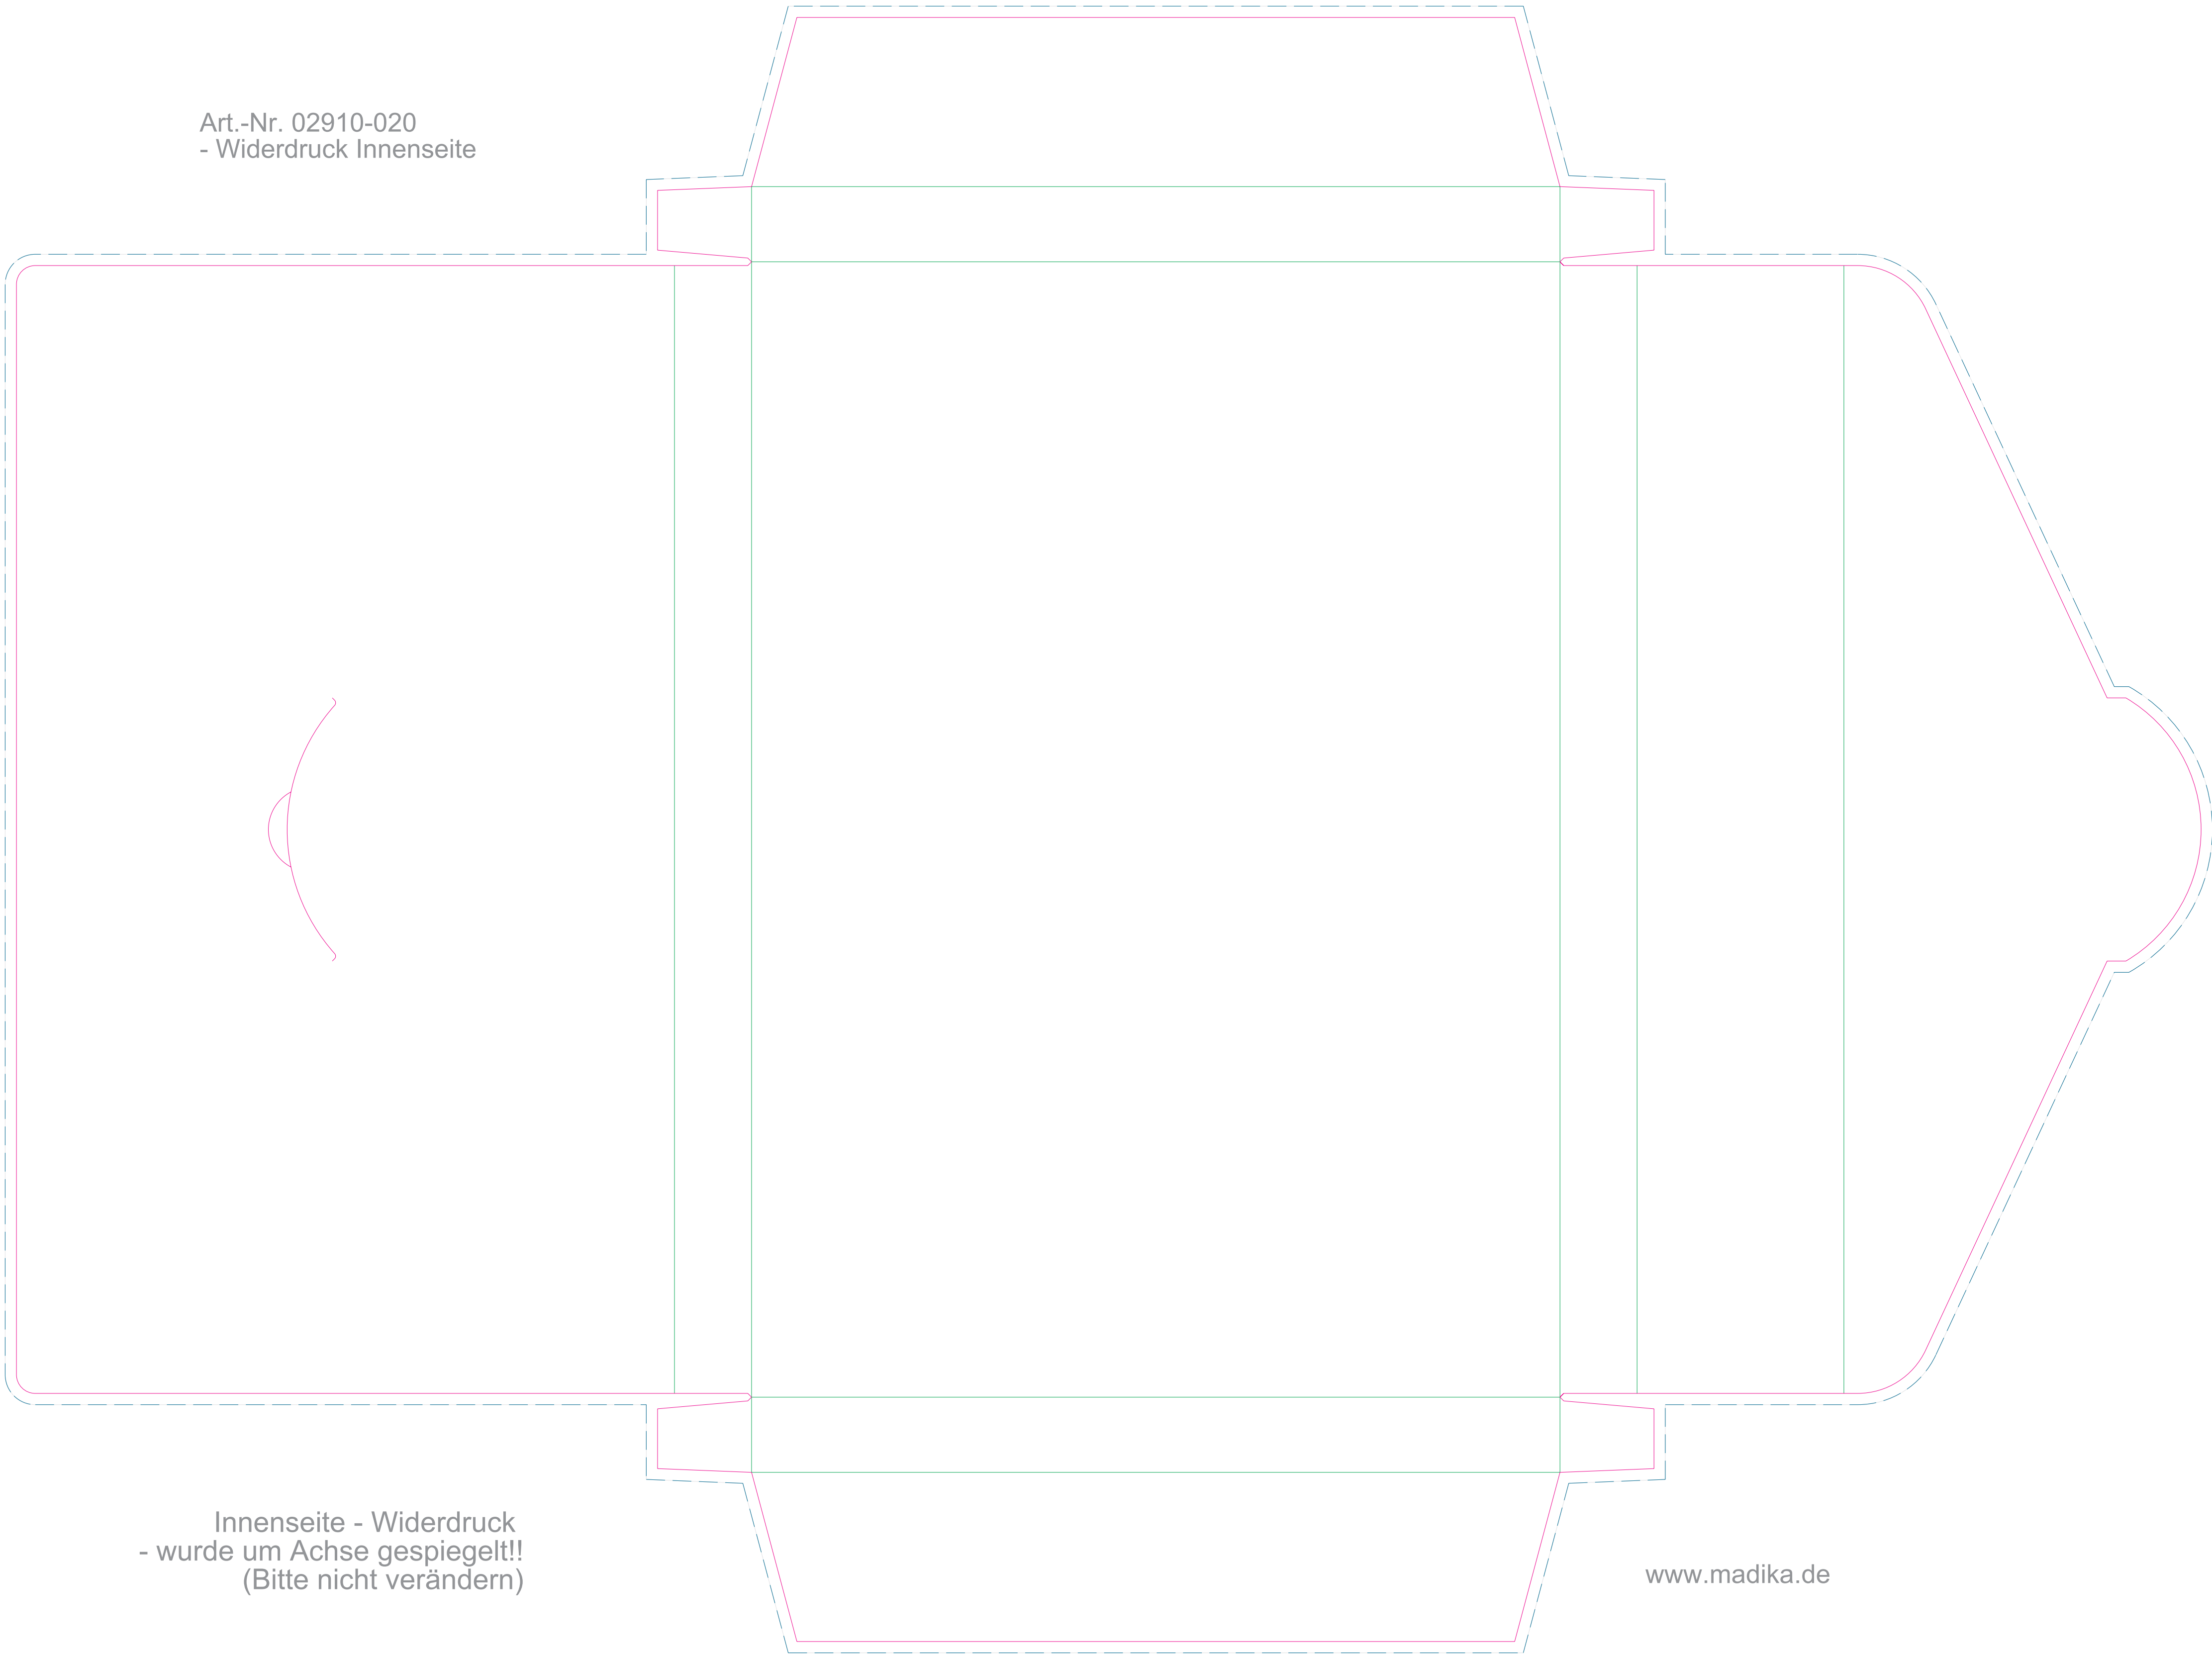 Art.-Nr. 02910-020
- Widerdruck Innenseite
Innenseite - Widerdruck
- wurde um Achse gespiegelt!!
(Bitte nicht verändern)
www.madika.de